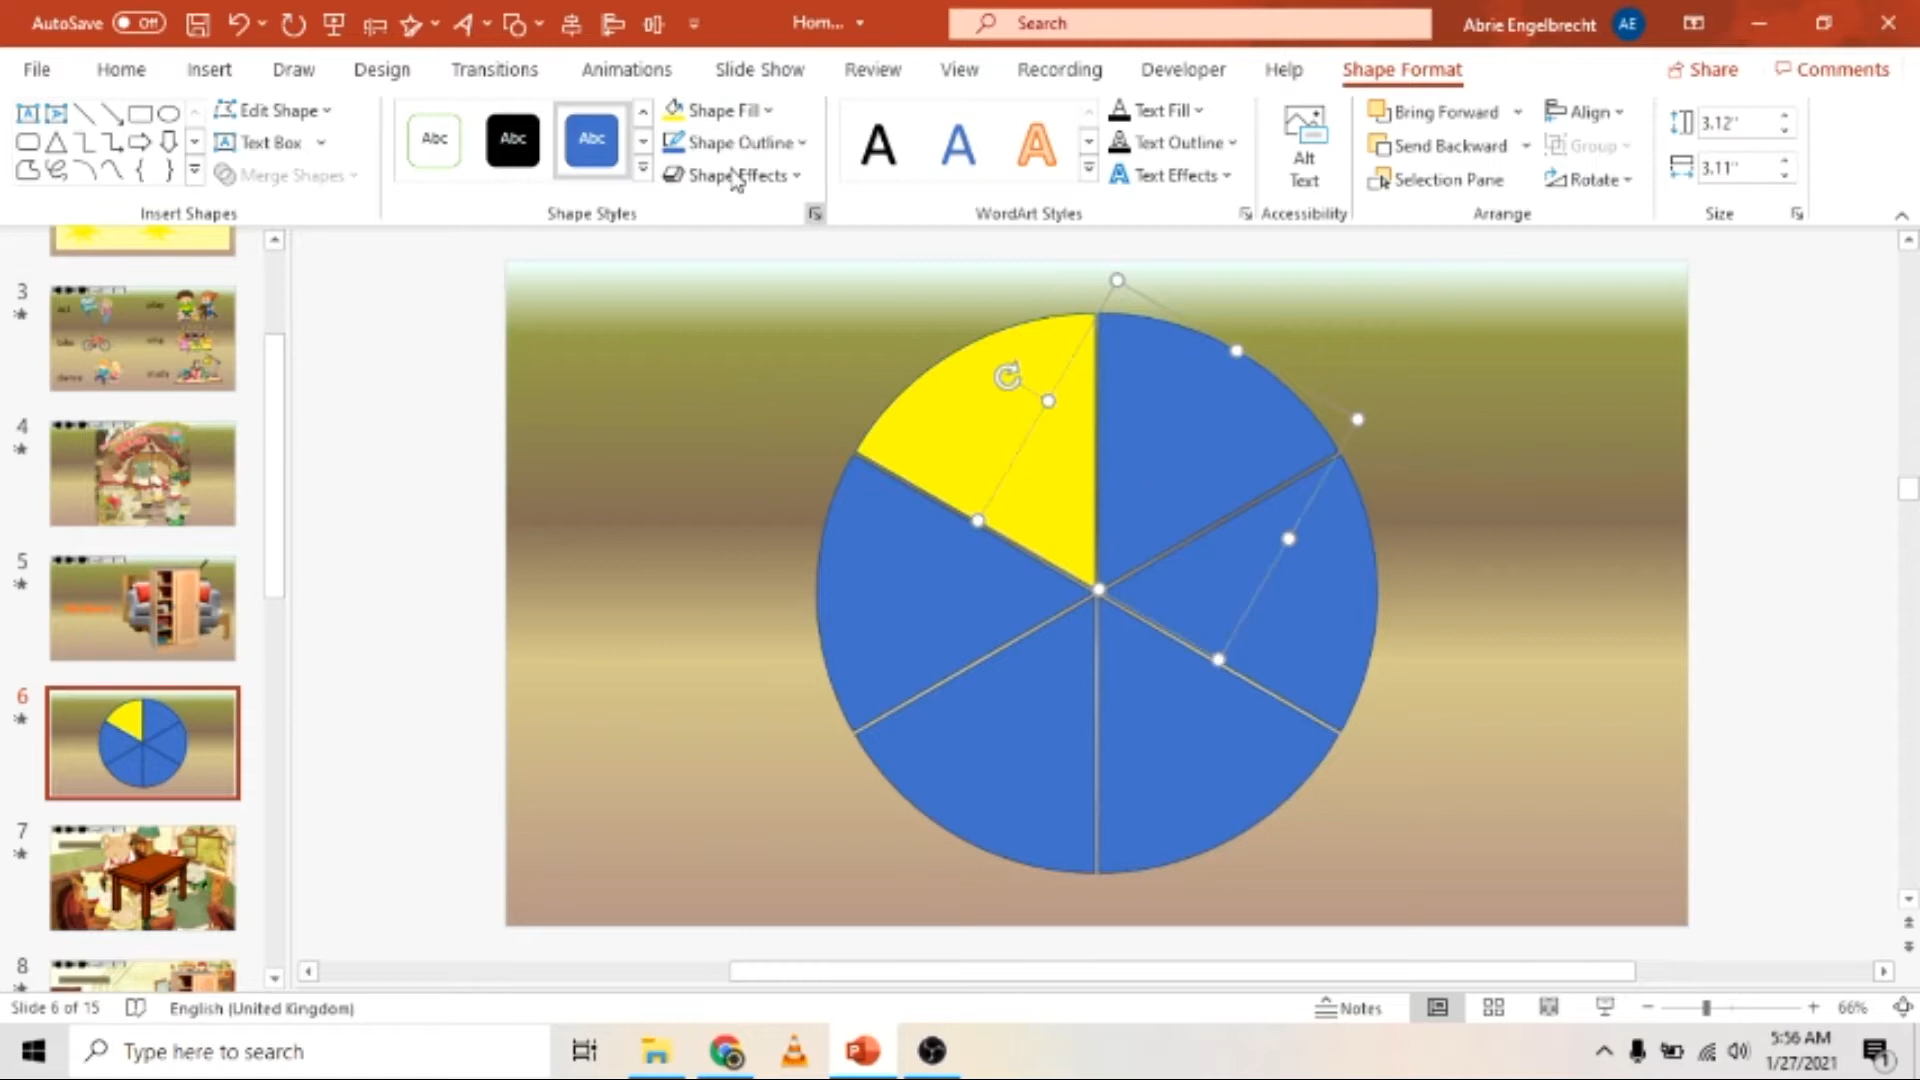 AutoSave Off Hom... Search Abrie Engelbrecht AE
File Home Insert Draw Design Transitions Animations Slide Show Review View Recording Developer Help Shape Format Share Comments
Edit Shape Abc Abc Abc Shape Fill A A A Text Fill Bring Forward Align 3.12"
Text Box Shape Outline Text Outline Alt Text Send Backward Group
Merge Shapes Shape Effects Text Effects Selection Pane Rotate 3.11"
Insert Shapes Shape Styles WordArt Styles Accessibility Arrange Size
3
play
sing
dance
study
4
5
6
7
8
Slide 6 of 15 English (United Kingdom) Notes 66%
Type here to search 5:56 AM
1/27/2021 1